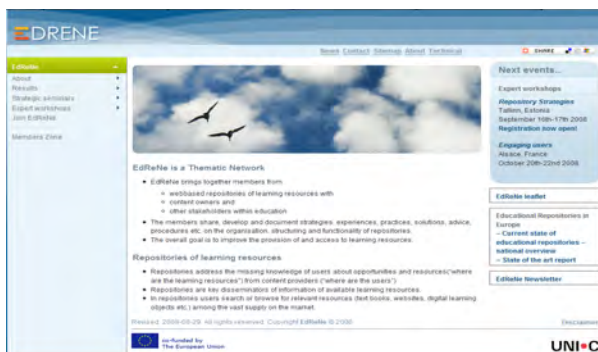 EDRENE
News Contact Sitemap About Technical
SHARE
EdReNe
About
Results
Strategic seminars
Expert workshops
Join EdReNe
Members Zone
EdReNe is a Thematic Network
EdReNe brings together members from
webbased repositories of learning resources with
content owners and
other stakeholders within education
The members share, develop and document strategies, experiences, practices, solutions, advice,
procedures etc. on the organisation, structuring and functionality of repositories.
The overall goal is to improve the provision of and access to learning resources.
Repositories of learning resources
Repositories address the missing knowledge of users about opportunities and resources("where
are the learning resources") from content providers ("where are the users")
Repositories are key disseminators of information of available learning resources.
In repositories users search or browse for relevant resources (text books, websites, digital learning
objects etc.) among the vast supply on the market.
Revised: 2008-08-29. All rights reserved. Copyright EdReNe © 2008
Disclaimer
co-funded by
The European Union
UNI•C
Next events...
Expert workshops
Repository Strategies
Tallinn, Estonia
September 16th-17th 2008
Registration now open!
Engaging users
Alsace, France
October 20th-22nd 2008
EdReNe leaflet
Educational Repositories in
Europe
– Current state of
educational repositories –
national overview
– State of the art report
EdReNe Newsletter